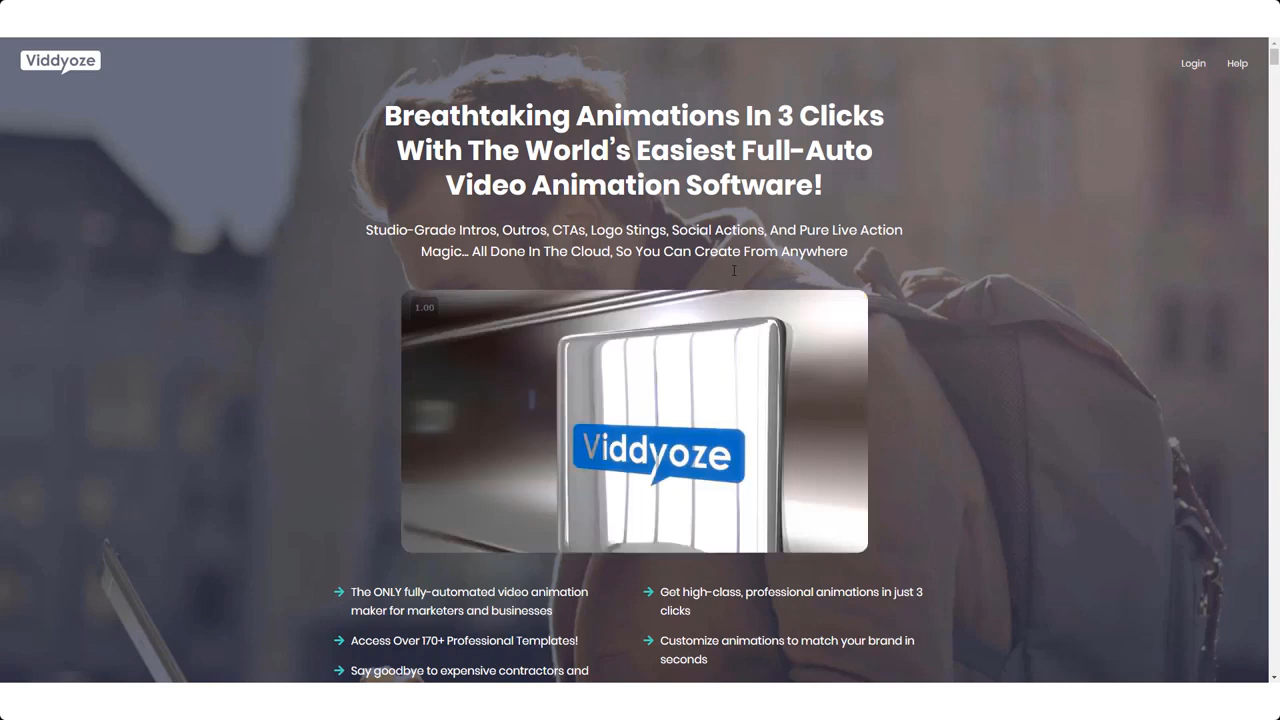 Viddyoze
Login
Help
Breathtaking Animations In 3 Clicks
With The World's Easiest Full-Auto
Video Animation Software!
Studio-Grade Intros, Outros, CTAs, Logo Stings, Social Actions, And Pure Live Action
Magic... All Done In The Cloud, So You Can Create From Anywhere
1.00
Viddyoze
The ONLY fully-automated video animation
maker for marketers and businesses
Access Over 170+ Professional Templates!
Say goodbye to expensive contractors and
Get high-class, professional animations in just 3
clicks
Customize animations to match your brand in
seconds